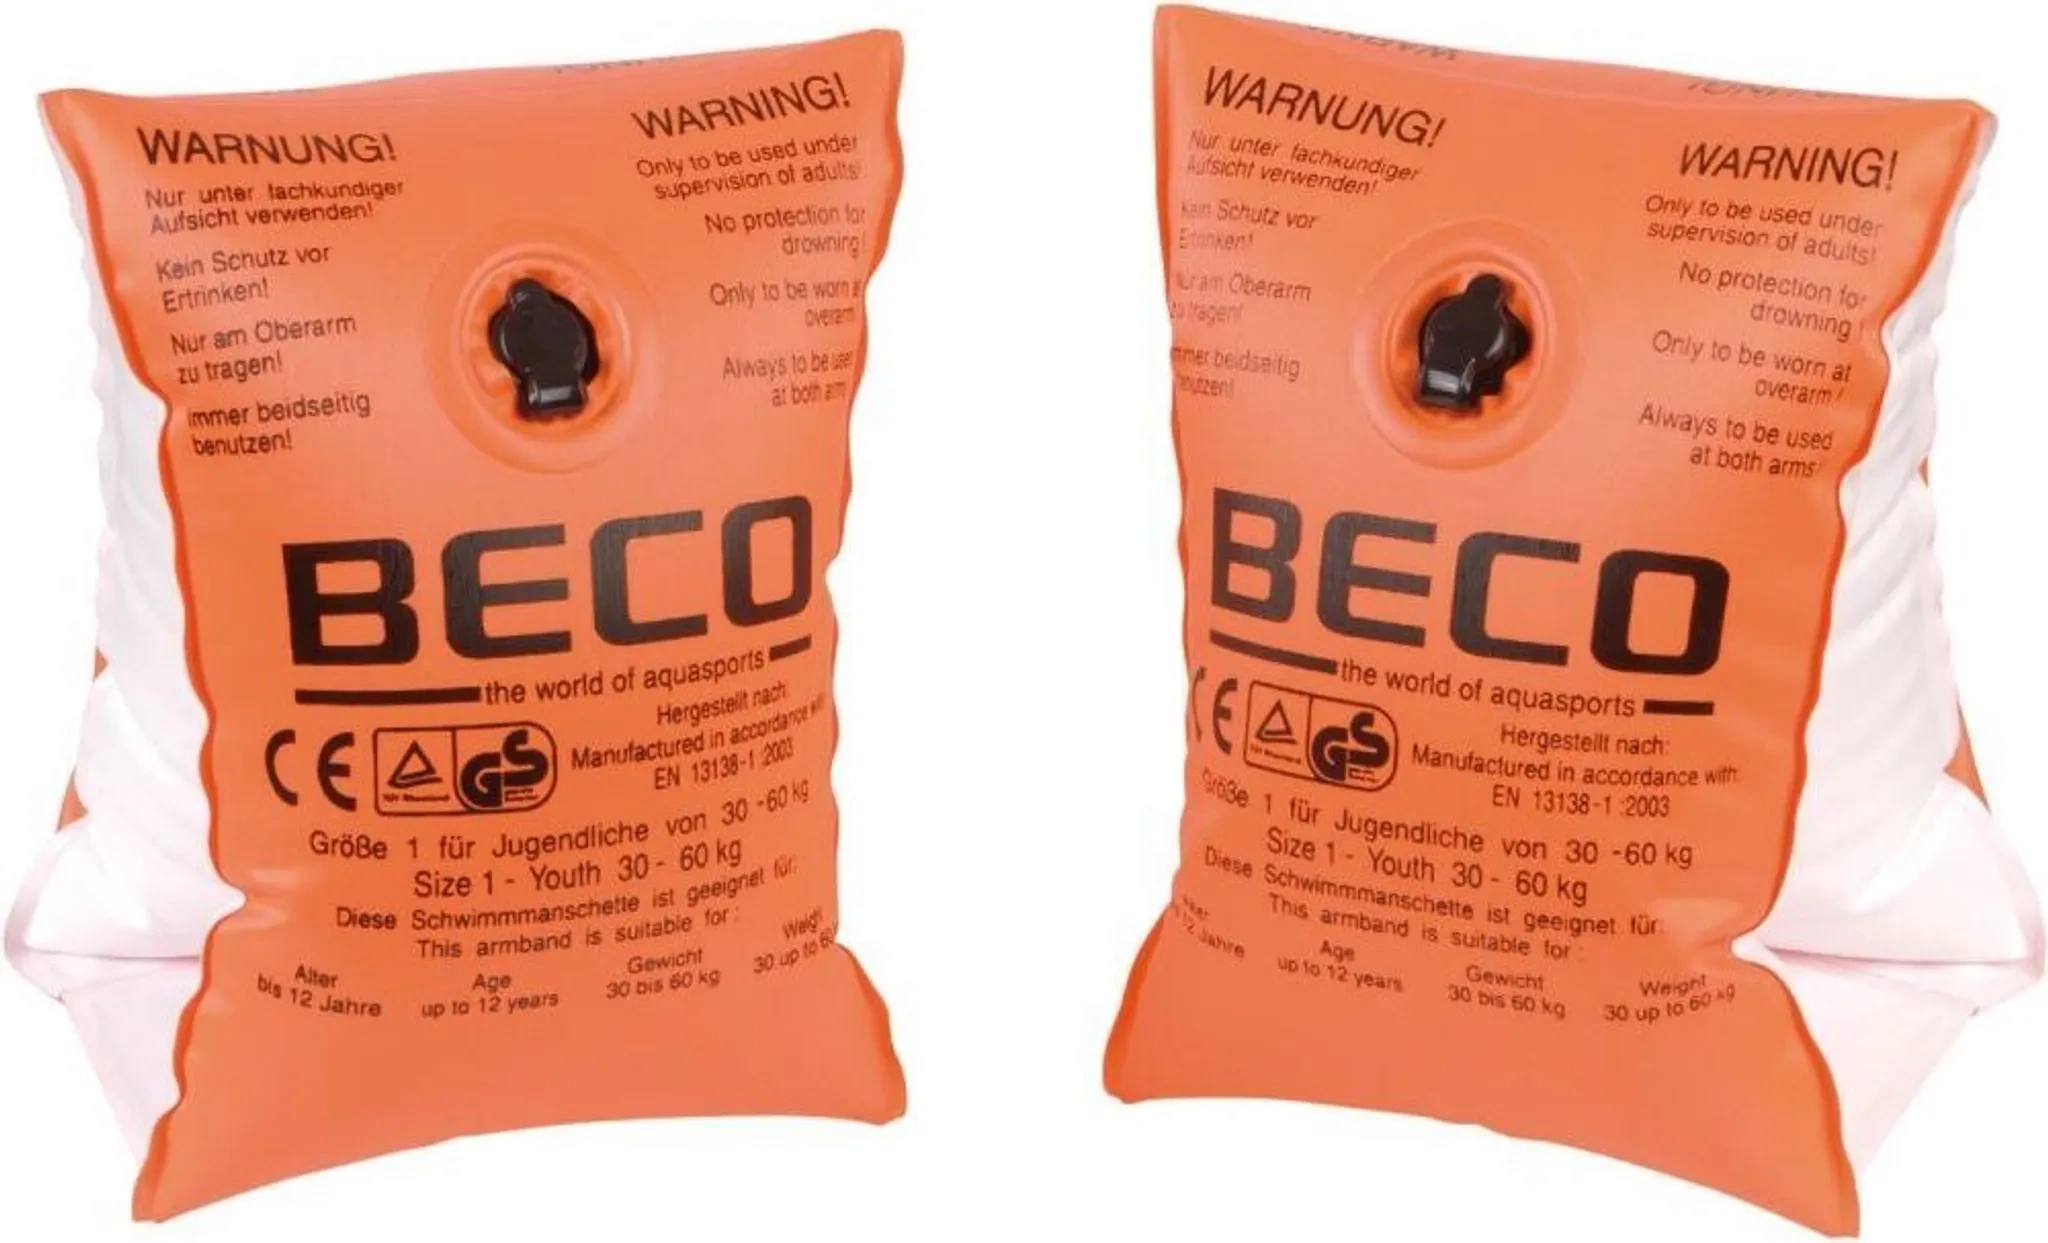 WARNUNG!
Nur unter fachkundiger
Aufsicht verwenden!
Kein Schutz vor
Ertrinken!
Nur am Oberarm
zu tragen!
immer beidseitig
benutzen!
WARNING!
Only to be used under
supervision of adults!
No protection for
drowning!
Only to be worn at
overarm
Always to be used
at both arms
BECO
the world of aquasports
CE
TÜV Rheinland
GS
Hergestellt nach:
Manufactured in accordance with
EN 13138-1:2003
Größe 1 für Jugendliche von 30-60 kg
Size 1 - Youth 30 - 60 kg
Diese Schwimmmanschette ist geeignet für:
This armband is suitable for:
Alter Age Gewicht Weight
bis 12 Jahre up to 12 years 30 bis 60 kg 30 up to 60
WARNUNG!
Nur unter fachkundiger
Aufsicht verwenden!
Kein Schutz vor
Ertrinken!
Nur am Oberarm
zu tragen!
immer beidseitig
benutzen!
WARNING!
Only to be used under
supervision of adults!
No protection for
drowning!
Only to be worn at
overarm!
Always to be used
at both arms!
BECO
the world of aquasports
CE
TÜV Rheinland
GS
Hergestellt nach:
Manufactured in accordance with:
EN 13138-1:2003
Größe 1 für Jugendliche von 30-60 kg
Size 1 - Youth 30 - 60 kg
Diese Schwimmmanschette ist geeignet für:
This armband is suitable for:
Alter Age Gewicht Weight
12 Jahre up to 12 years 30 bis 60 kg 30 up to 60 kg